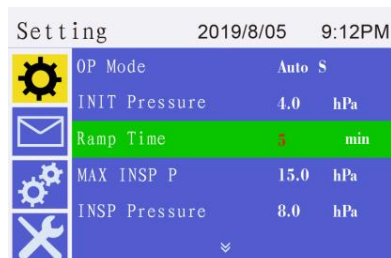 Setting 2019/8/05 9:12PM
OP Mode Auto S
INIT Pressure 4.0 hPa
Ramp Time 5 min
MAX INSP P 15.0 hPa
INSP Pressure 8.0 hPa